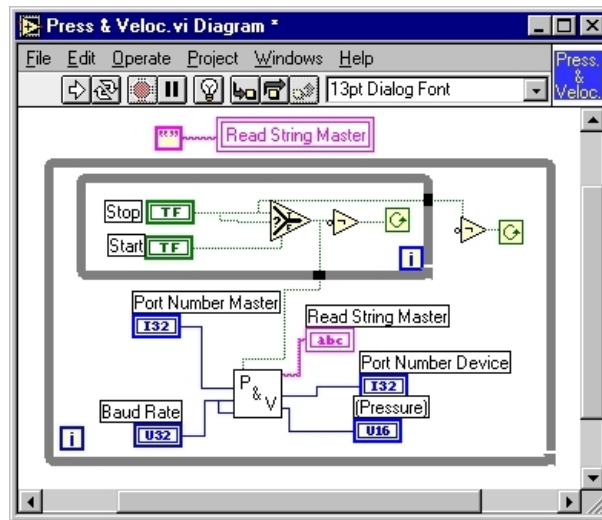 Press & Veloc.vi Diagram *
File Edit Operate Project Windows Help
Press.
&
Veloc.
13pt Dialog Font
Read String Master
Stop TF
Start TF
? T F
i
Port Number Master
I32
Read String Master
abc
Port Number Device
I32
P & V
Baud Rate
U32
(Pressure)
U16
i